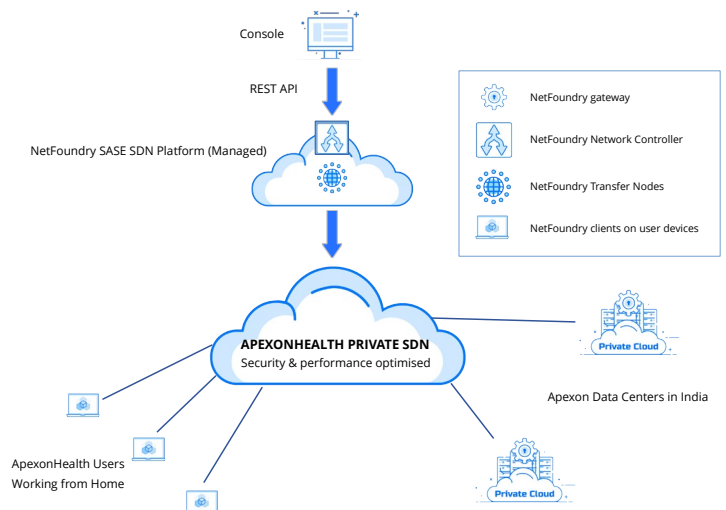 Console
REST API
NetFoundry SASE SDN Platform (Managed)
NetFoundry gateway
NetFoundry Network Controller
NetFoundry Transfer Nodes
NetFoundry clients on user devices
APEXONHEALTH PRIVATE SDN
Security & performance optimised
Private Cloud
Apexon Data Centers in India
ApexonHealth Users
Working from Home
Private Cloud